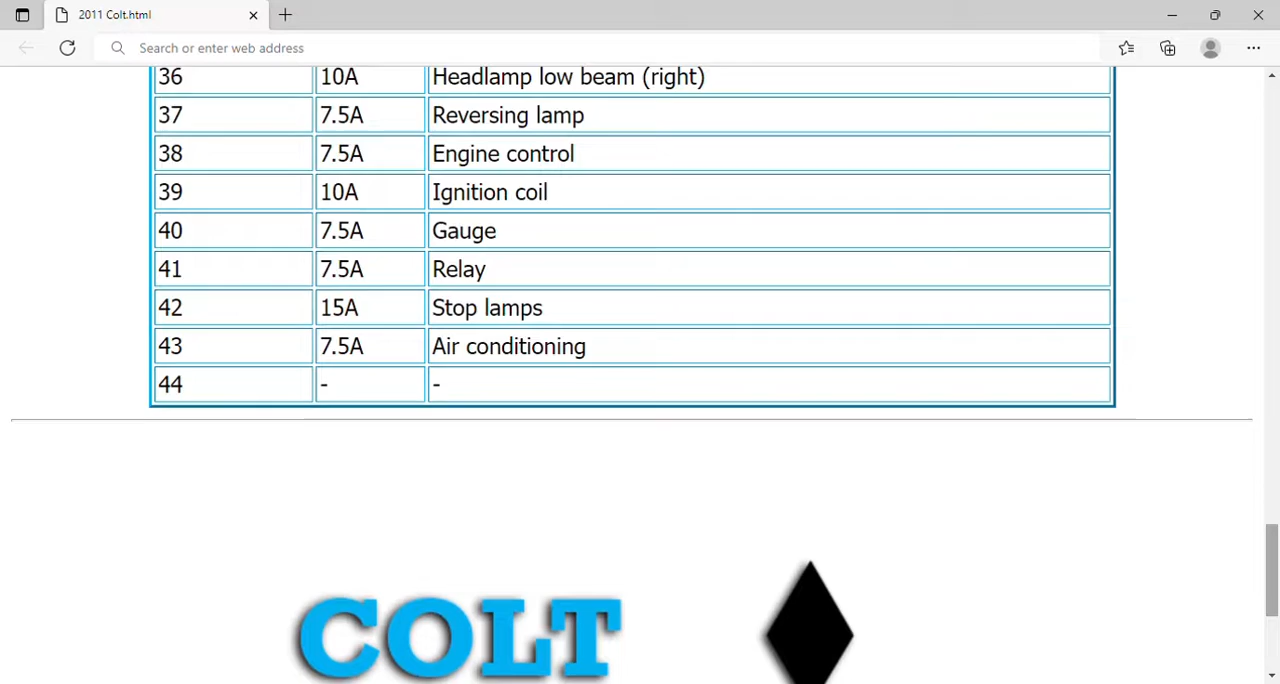 2011 Colt.html
Search or enter web address
36 10A Headlamp low beam (right)
37 7.5A Reversing lamp
38 7.5A Engine control
39 10A Ignition coil
40 7.5A Gauge
41 7.5A Relay
42 15A Stop lamps
43 7.5A Air conditioning
44 - -
COLT